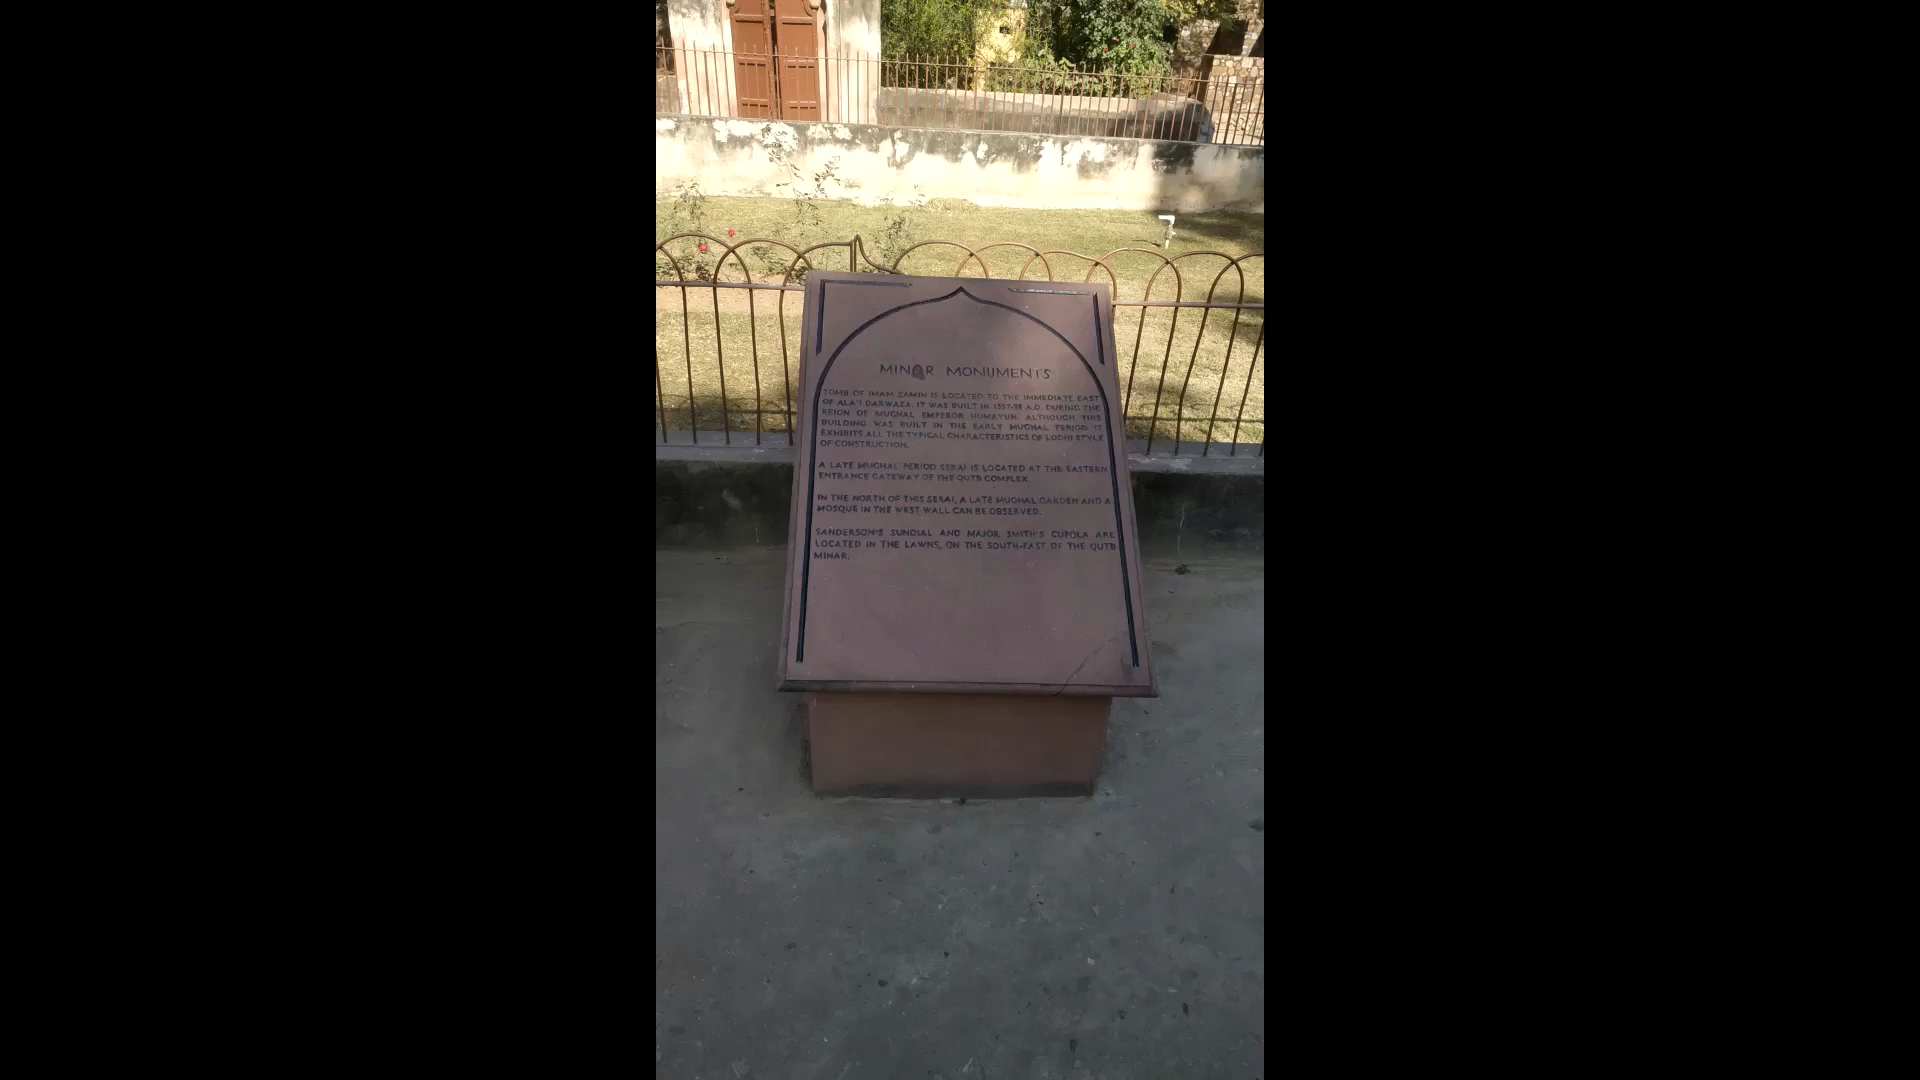 MINOR MONUMENTS
TOMB OF IMAM ZAMIN IS LOCATED TO THE IMMEDIATE EAST
OF ALA'I DARWAZA. IT WAS BUILT IN 1537-38 A.D. DURING THE
REIGN OF MUGHAL EMPEROR HUMAYUN. ALTHOUGH THIS
BUILDING WAS BUILT IN THE EARLY MUGHAL PERIOD IT
EXHIBITS ALL THE TYPICAL CHARACTERISTICS OF LODHI STYLE
OF CONSTRUCTION.
A LATE MUGHAL PERIOD SERAI IS LOCATED AT THE EASTERN
ENTRANCE GATEWAY OF THE QUTB COMPLEX.
IN THE NORTH OF THIS SERAI, A LATE MUGHAL GARDEN AND A
MOSQUE IN THE WEST WALL CAN BE OBSERVED.
SANDERSON'S SUNDIAL AND MAJOR SMITH'S CUPOLA ARE
LOCATED IN THE LAWNS, ON THE SOUTH-EAST OF THE QUTB
MINAR.